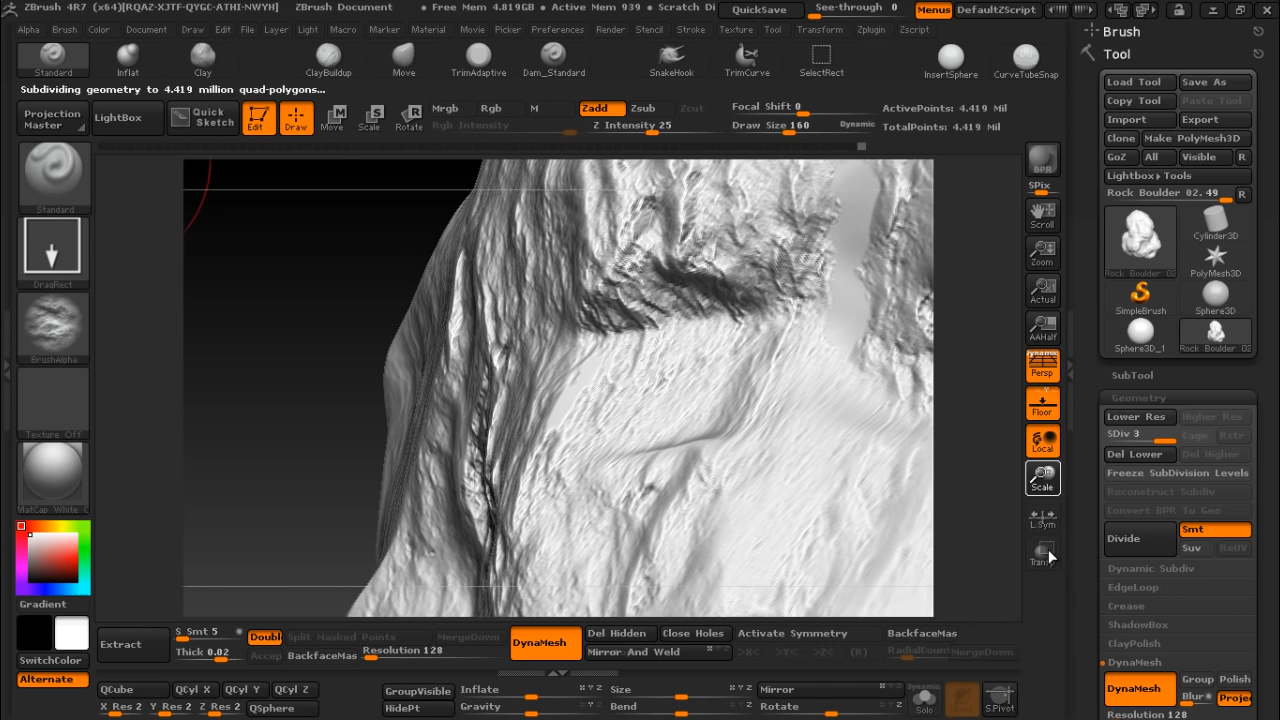 ZBrush 4R7 (x64)[RQAZ-XJTF-QYGC-ATHI-NWYH] ZBrush Document • Free Mem 4.819GB • Active Mem 939 • Scratch Di QuickSave See-through 0 Menus DefaultZScript
Alpha Brush Color Document Draw Edit File Layer Light Macro Marker Material Movie Picker Preferences Render Stencil Stroke Texture Tool Transform Zplugin Zscript
Brush
Tool
Standard Inflat Clay ClayBuildup Move TrimAdaptive Dam_Standard SnakeHook TrimCurve SelectRect InsertSphere CurveTubeSnap
Subdividing geometry to 4.419 million quad-polygons...
Projection Master
LightBox
Quick Sketch
Edit Draw Move Scale Rotate
Mrgb Rgb M Zadd Zsub Zcut
Rgb Intensity Z Intensity 25
Focal Shift 0
Draw Size 160 Dynamic
ActivePoints: 4.419 Mil
TotalPoints: 4.419 Mil
Standard
DragRect
BrushAlpha
Texture Off
MatCap White C
Gradient
SwitchColor
Alternate
BPR
SPix
Scroll
Zoom
Actual
AAHalf
Dynamic
Persp
Floor
Local
Scale
L.Sym
Load Tool Save As
Copy Tool Paste Tool
Import Export
Clone Make PolyMesh3D
GoZ All Visible R
Lightbox▸Tools
Rock Boulder 02. 49 R
Rock Boulder 02 Cylinder3D
PolyMesh3D
SimpleBrush Sphere3D
Sphere3D_1 Rock Boulder 02
SubTool
Geometry
Lower Res Higher Res
SDiv 3 Cage Rstr
Del Lower Del Higher
Freeze SubDivision Levels
Reconstruct Subdiv
Convert BPR To Geo
Divide Smt
Suv ReUV
Dynamic Subdiv
EdgeLoop
Crease
ShadowBox
ClayPolish
DynaMesh
DynaMesh Group Polish
Blur Proje
Resolution 128
Extract S Smt 5 Doubl Split Masked Points MergeDown
Thick 0.02 Accep BackfaceMas Resolution 128
DynaMesh Del Hidden Close Holes Activate Symmetry BackfaceMas
Mirror And Weld >X< >Y< >Z< (R) RadialCount MergeDown
QCube QCyl X QCyl Y QCyl Z GroupVisible Inflate Size Mirror
X Res 2 Y Res 2 Z Res 2 QSphere HidePt Gravity Bend Rotate
Dynamic
Solo S.Pivot